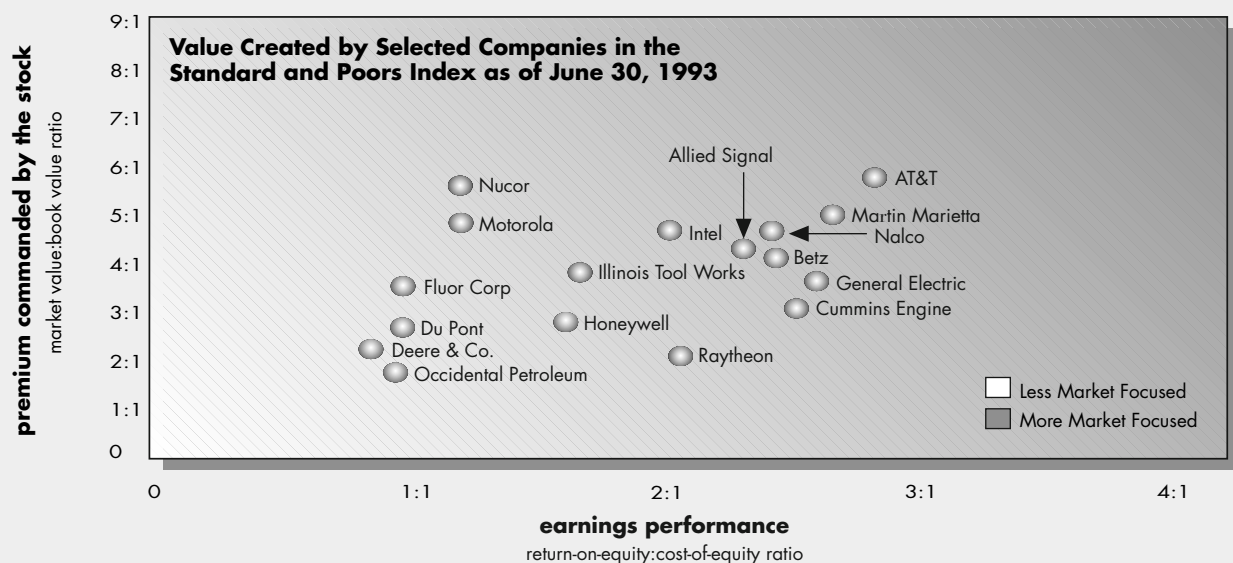 Value Created by Selected Companies in the
Standard and Poors Index as of June 30, 1993
premium commanded by the stock
market value:book value ratio
9:1
8:1
7:1
6:1
5:1
4:1
3:1
2:1
1:1
0
Allied Signal
AT&T
Nucor
Martin Marietta
Motorola
Intel
Nalco
Betz
Illinois Tool Works
General Electric
Fluor Corp
Cummins Engine
Honeywell
Du Pont
Deere & Co.
Raytheon
Occidental Petroleum
Less Market Focused
More Market Focused
0
1:1
2:1
3:1
4:1
earnings performance
return-on-equity:cost-of-equity ratio